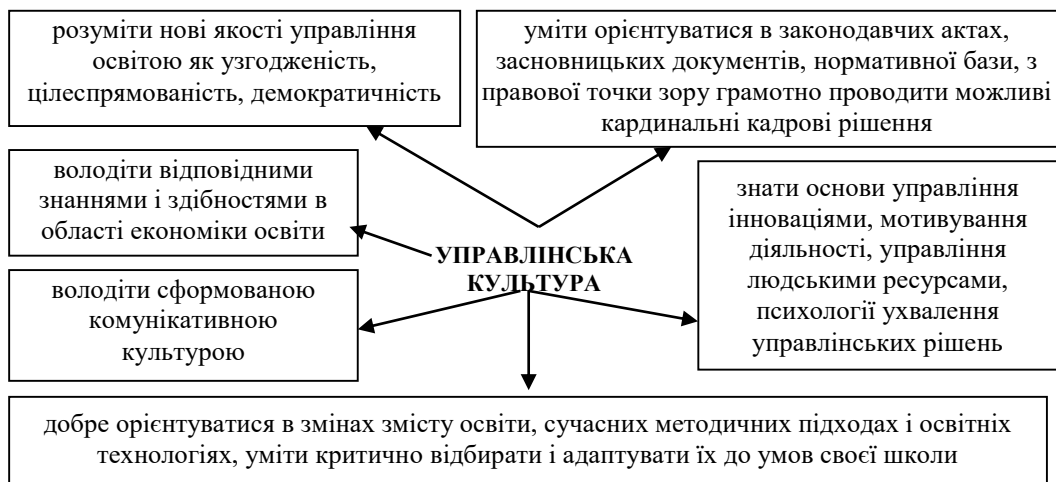 розуміти нові якості управління
освітою як узгодженість,
цілеспрямованість, демократичність
уміти орієнтуватися в законодавчих актах,
засновницьких документів, нормативної бази, з
правової точки зору грамотно проводити можливі
кардинальні кадрові рішення
володіти відповідними
знаннями і здібностями в
області економіки освіти
знати основи управління
інноваціями, мотивування
діяльності, управління
людськими ресурсами,
психології ухвалення
управлінських рішень
УПРАВЛІНСЬКА
КУЛЬТУРА
володіти сформованою
комунікативною
культурою
добре орієнтуватися в змінах змісту освіти, сучасних методичних підходах і освітніх
технологіях, уміти критично відбирати і адаптувати їх до умов своєї школи